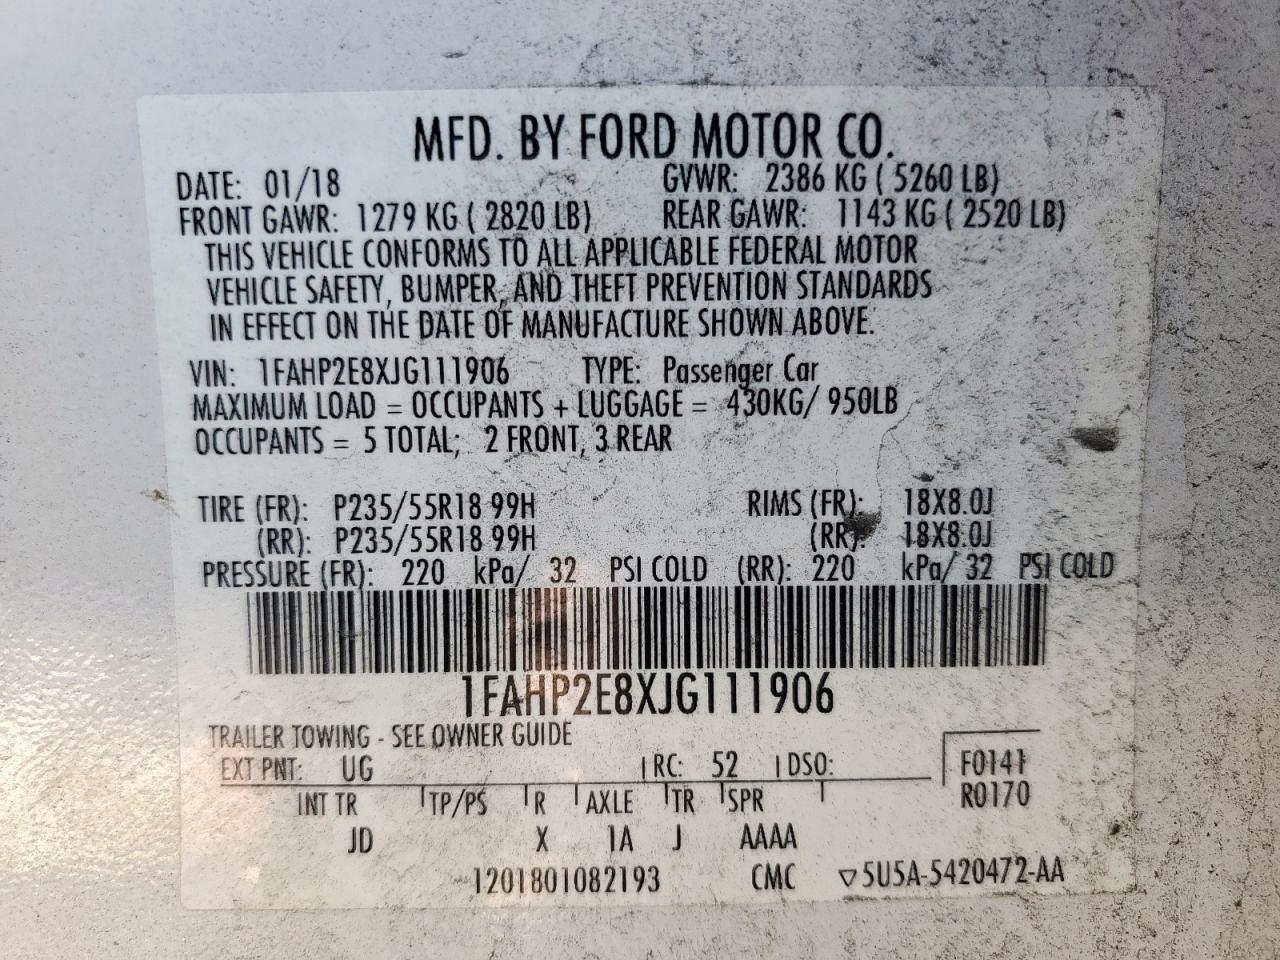 MFD. BY FORD MOTOR CO.
DATE: 01/18 GVWR: 2386 KG ( 5260 LB)
FRONT GAWR: 1279 KG ( 2820 LB) REAR GAWR: 1143 KG ( 2520 LB)
THIS VEHICLE CONFORMS TO ALL APPLICABLE FEDERAL MOTOR
VEHICLE SAFETY, BUMPER, AND THEFT PREVENTION STANDARDS
IN EFFECT ON THE DATE OF MANUFACTURE SHOWN ABOVE.
VIN: 1FAHP2E8XJG111906 TYPE: Passenger Car
MAXIMUM LOAD = OCCUPANTS + LUGGAGE = 430KG/ 950LB
OCCUPANTS = 5 TOTAL; 2 FRONT, 3 REAR
TIRE (FR): P235/55R18 99H RIMS (FR): 18X8.0J
(RR): P235/55R18 99H (RR): 18X8.0J
PRESSURE (FR): 220 kPa/ 32 PSI COLD (RR): 220 kPa/ 32 PSI COLD
1FAHP2E8XJG111906
TRAILER TOWING - SEE OWNER GUIDE
EXT PNT: UG RC: 52 DSO: F0141
INT TR TP/PS R AXLE TR SPR R0170
JD X 1A J AAAA
1201801082193 CMC ▽5U5A-5420472-AA